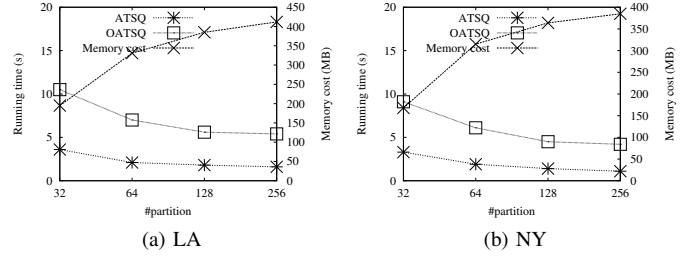 20
15
10
5
0
32
64
128
256
0
50
100
150
200
250
300
350
400
450
Running time (s)
Memory cost (MB)
#partition
ATSQ
OATSQ
Memory cost
(a) LA
20
15
10
5
0
32
64
128
256
0
50
100
150
200
250
300
350
400
Running time (s)
Memory cost (MB)
#partition
ATSQ
OATSQ
Memory cost
(b) NY